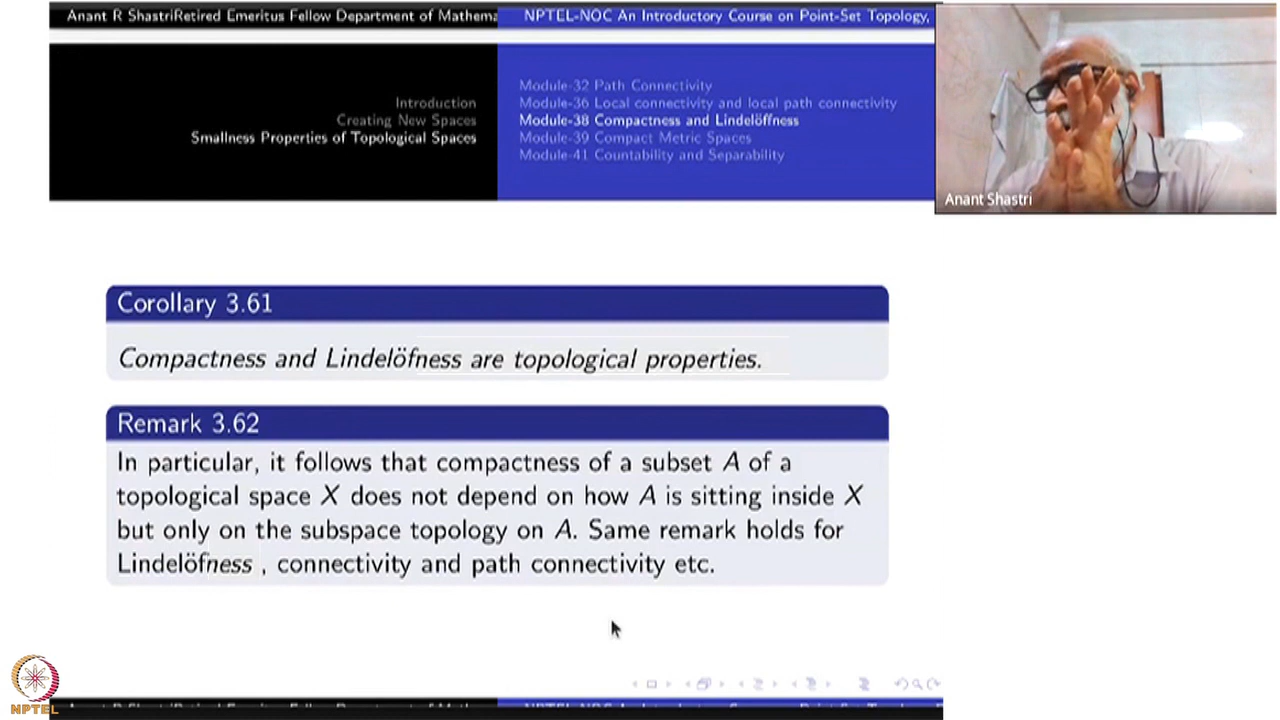 Anant R ShastriRetired Emeritus Fellow Department of Mathema
NPTEL-NOC An Introductory Course on Point-Set Topology,
Introduction
Creating New Spaces
Smallness Properties of Topological Spaces
Module-32 Path Connectivity
Module-36 Local connectivity and local path connectivity
Module-38 Compactness and Lindelöffness
Module-39 Compact Metric Spaces
Module-41 Countability and Separability
Anant Shastri
Corollary 3.61
Compactness and Lindelöfness are topological properties.
Remark 3.62
In particular, it follows that compactness of a subset A of a
topological space X does not depend on how A is sitting inside X
but only on the subspace topology on A. Same remark holds for
Lindelöfness , connectivity and path connectivity etc.
NPTEL